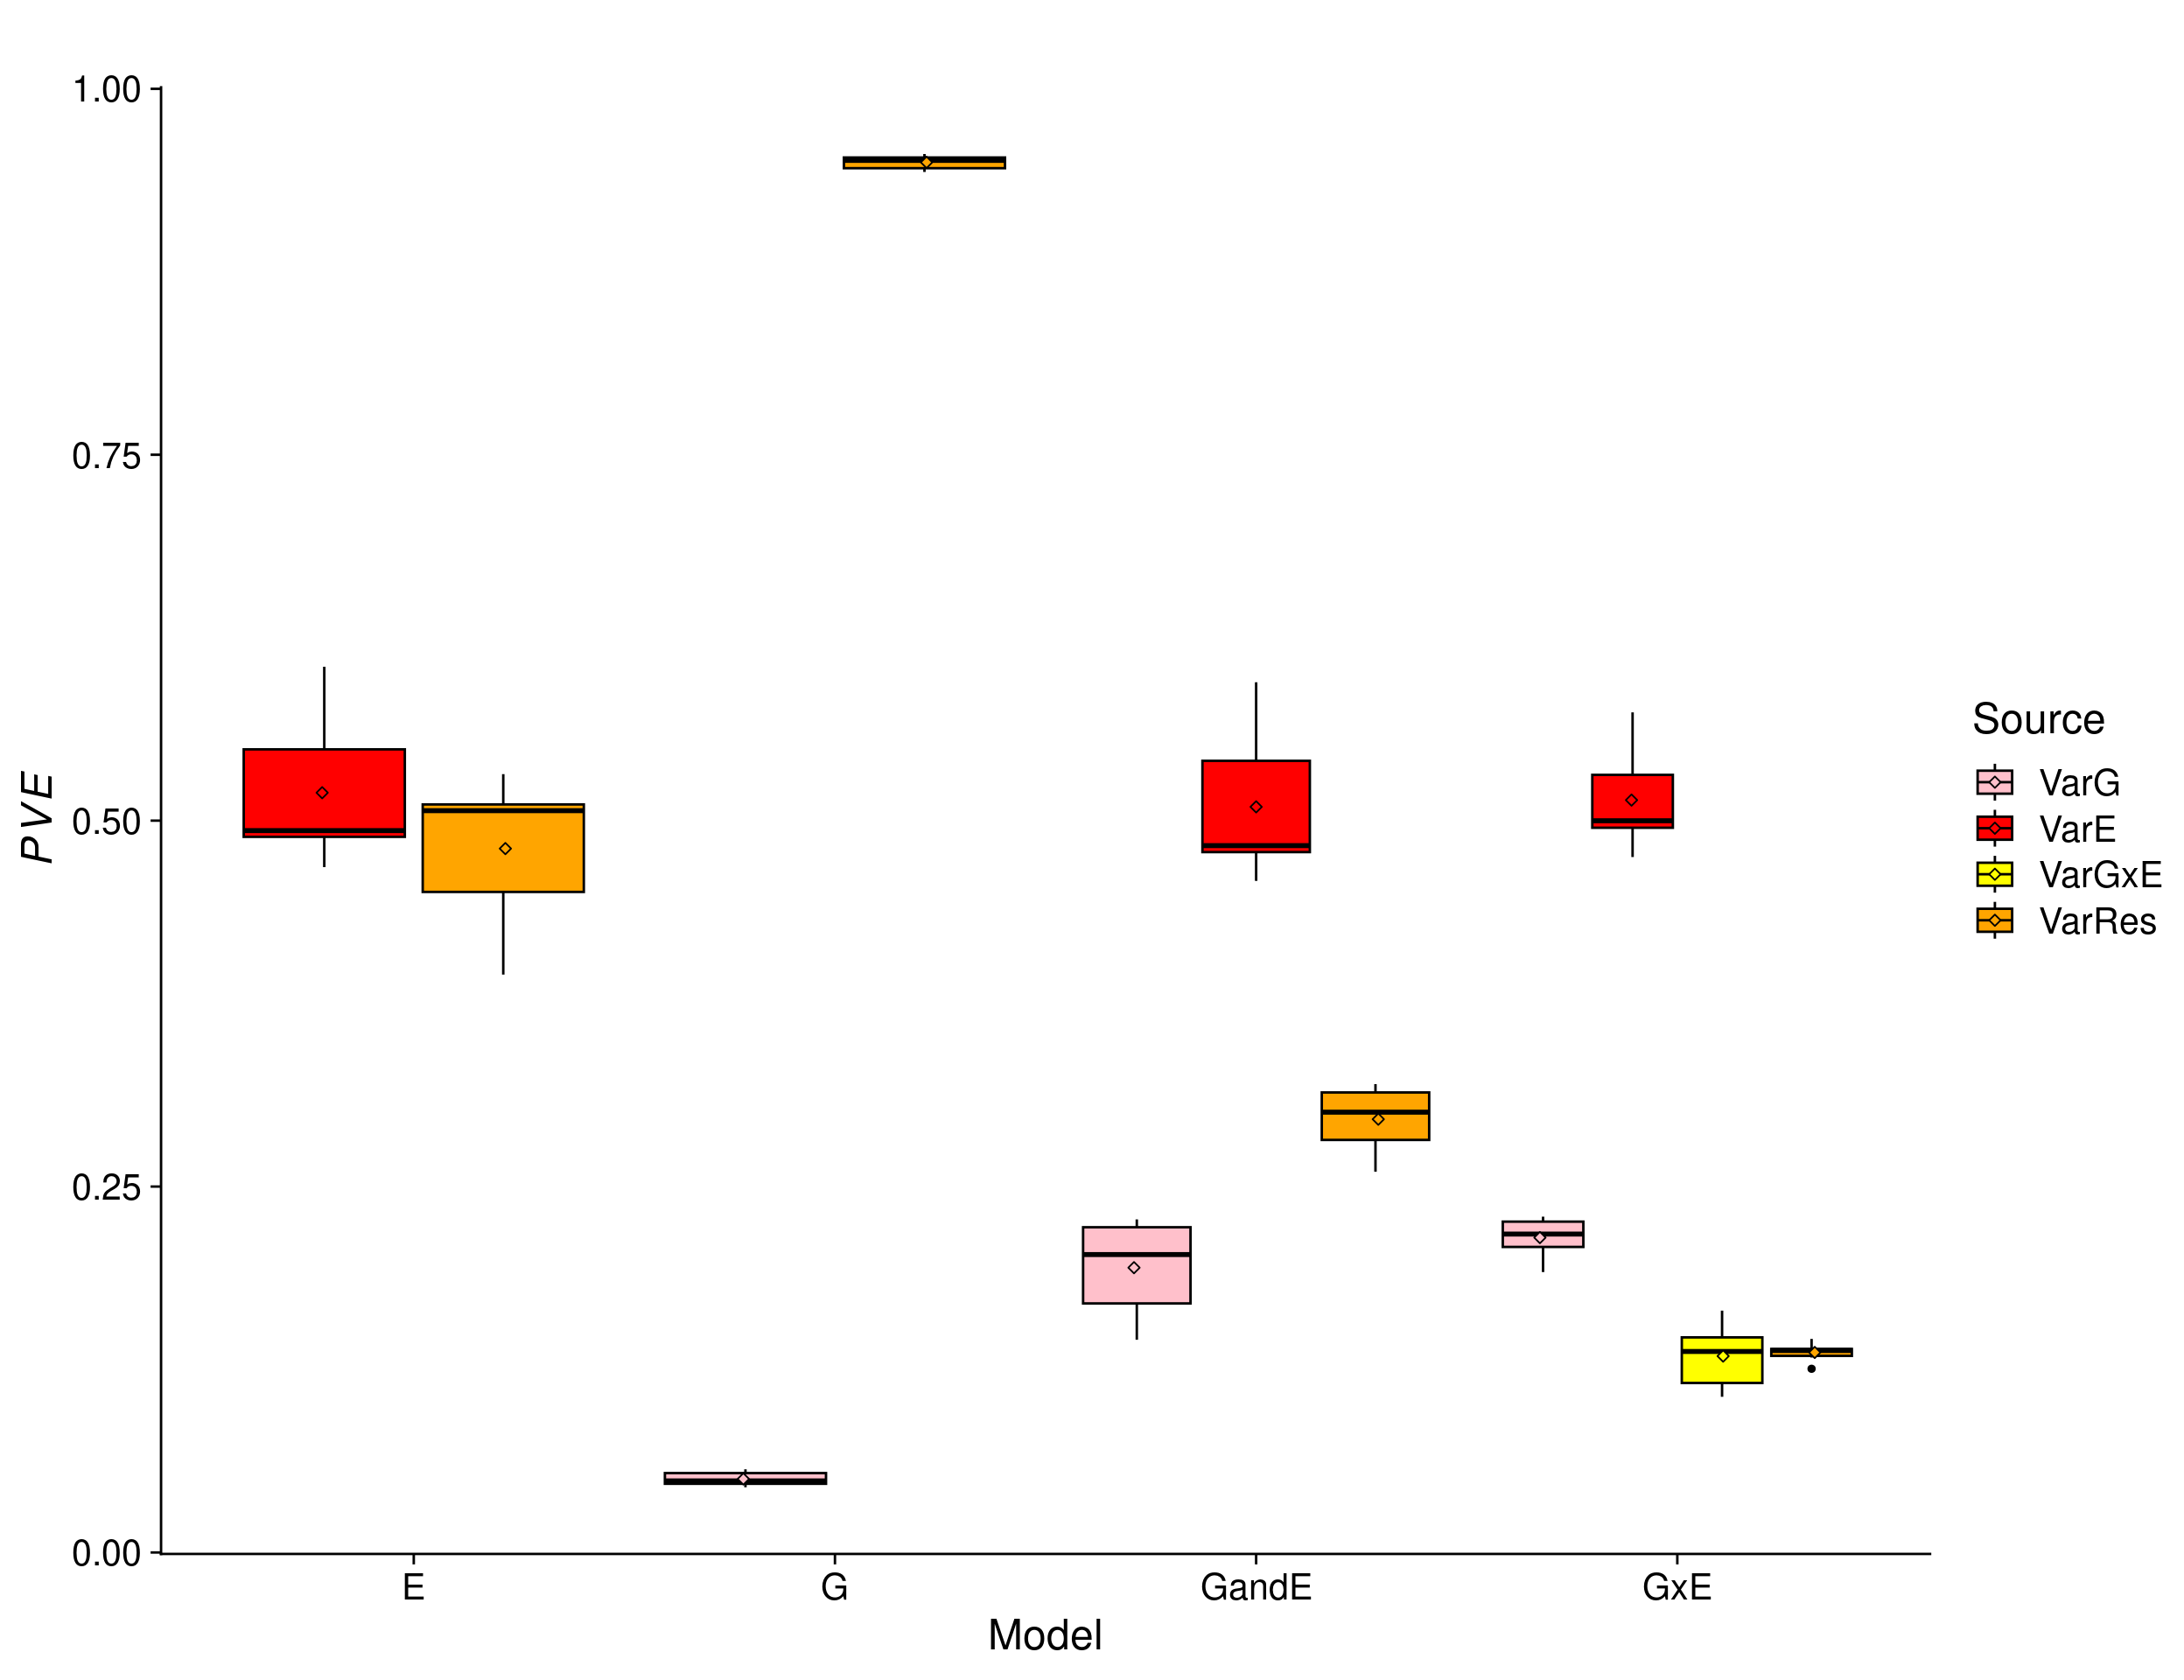 1.00
0.75
0.50
0.25
0.00
PVE
E
G
GandE
GxE
Model
Source
VarG
VarE
VarGxE
VarRes